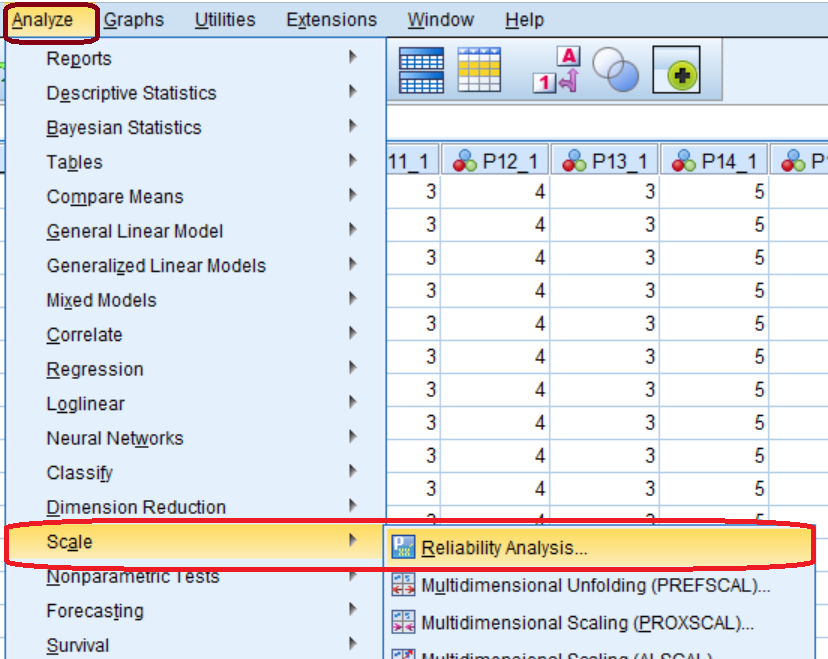 Analyze Graphs Utilities Extensions Window Help
Reports
Descriptive Statistics
Bayesian Statistics
Tables
Compare Means
General Linear Model
Generalized Linear Models
Mixed Models
Correlate
Regression
Loglinear
Neural Networks
Classify
Dimension Reduction
Scale
Nonparametric Tests
Forecasting
Survival
A
1
11_1 P12_1 P13_1 P14_1
3 4 3 5
3 4 3 5
3 4 3 5
3 4 3 5
3 4 3 5
3 4 3 5
3 4 3 5
3 4 3 5
3 4 3 5
3 4 3 5
Reliability Analysis...
Multidimensional Unfolding (PREFSCAL)...
Multidimensional Scaling (PROXSCAL)...
Multidimensional Scaling (ALSCAL)...